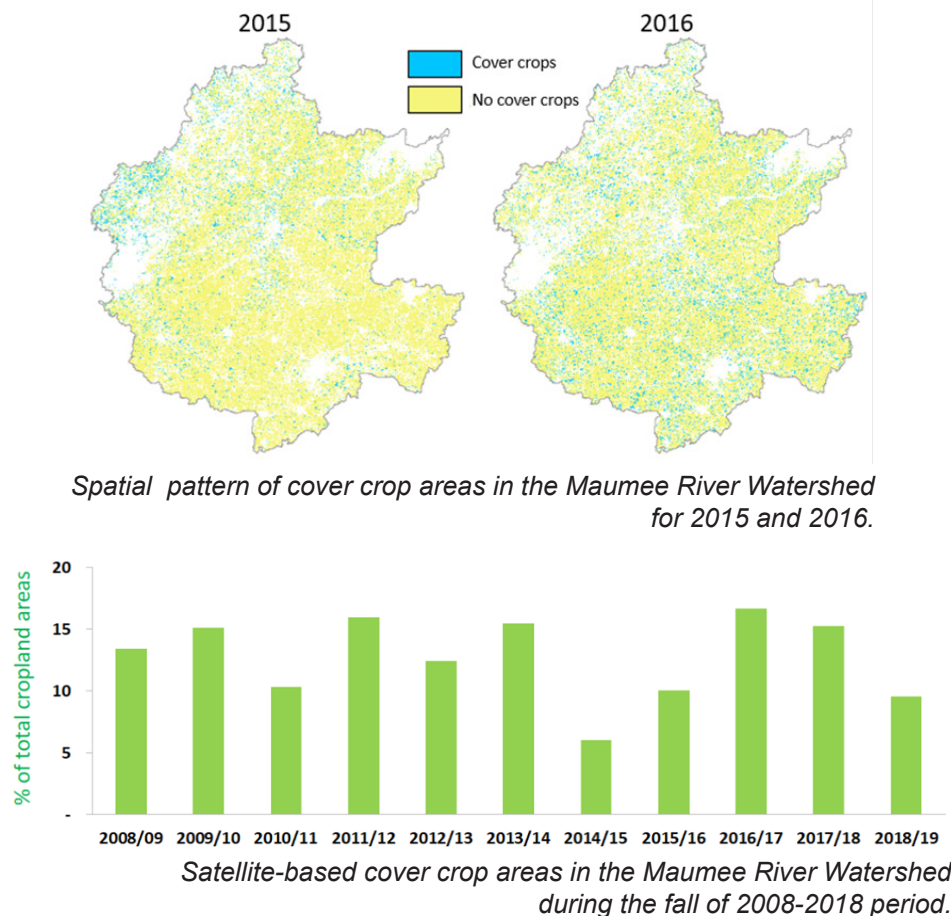 2015
2016
Cover crops
No cover crops
Spatial pattern of cover crop areas in the Maumee River Watershed
for 2015 and 2016.
% of total cropland areas
20
15
10
5
-
2008/09 2009/10 2010/11 2011/12 2012/13 2013/14 2014/15 2015/16 2016/17 2017/18 2018/19
Satellite-based cover crop areas in the Maumee River Watershed
during the fall of 2008-2018 period.